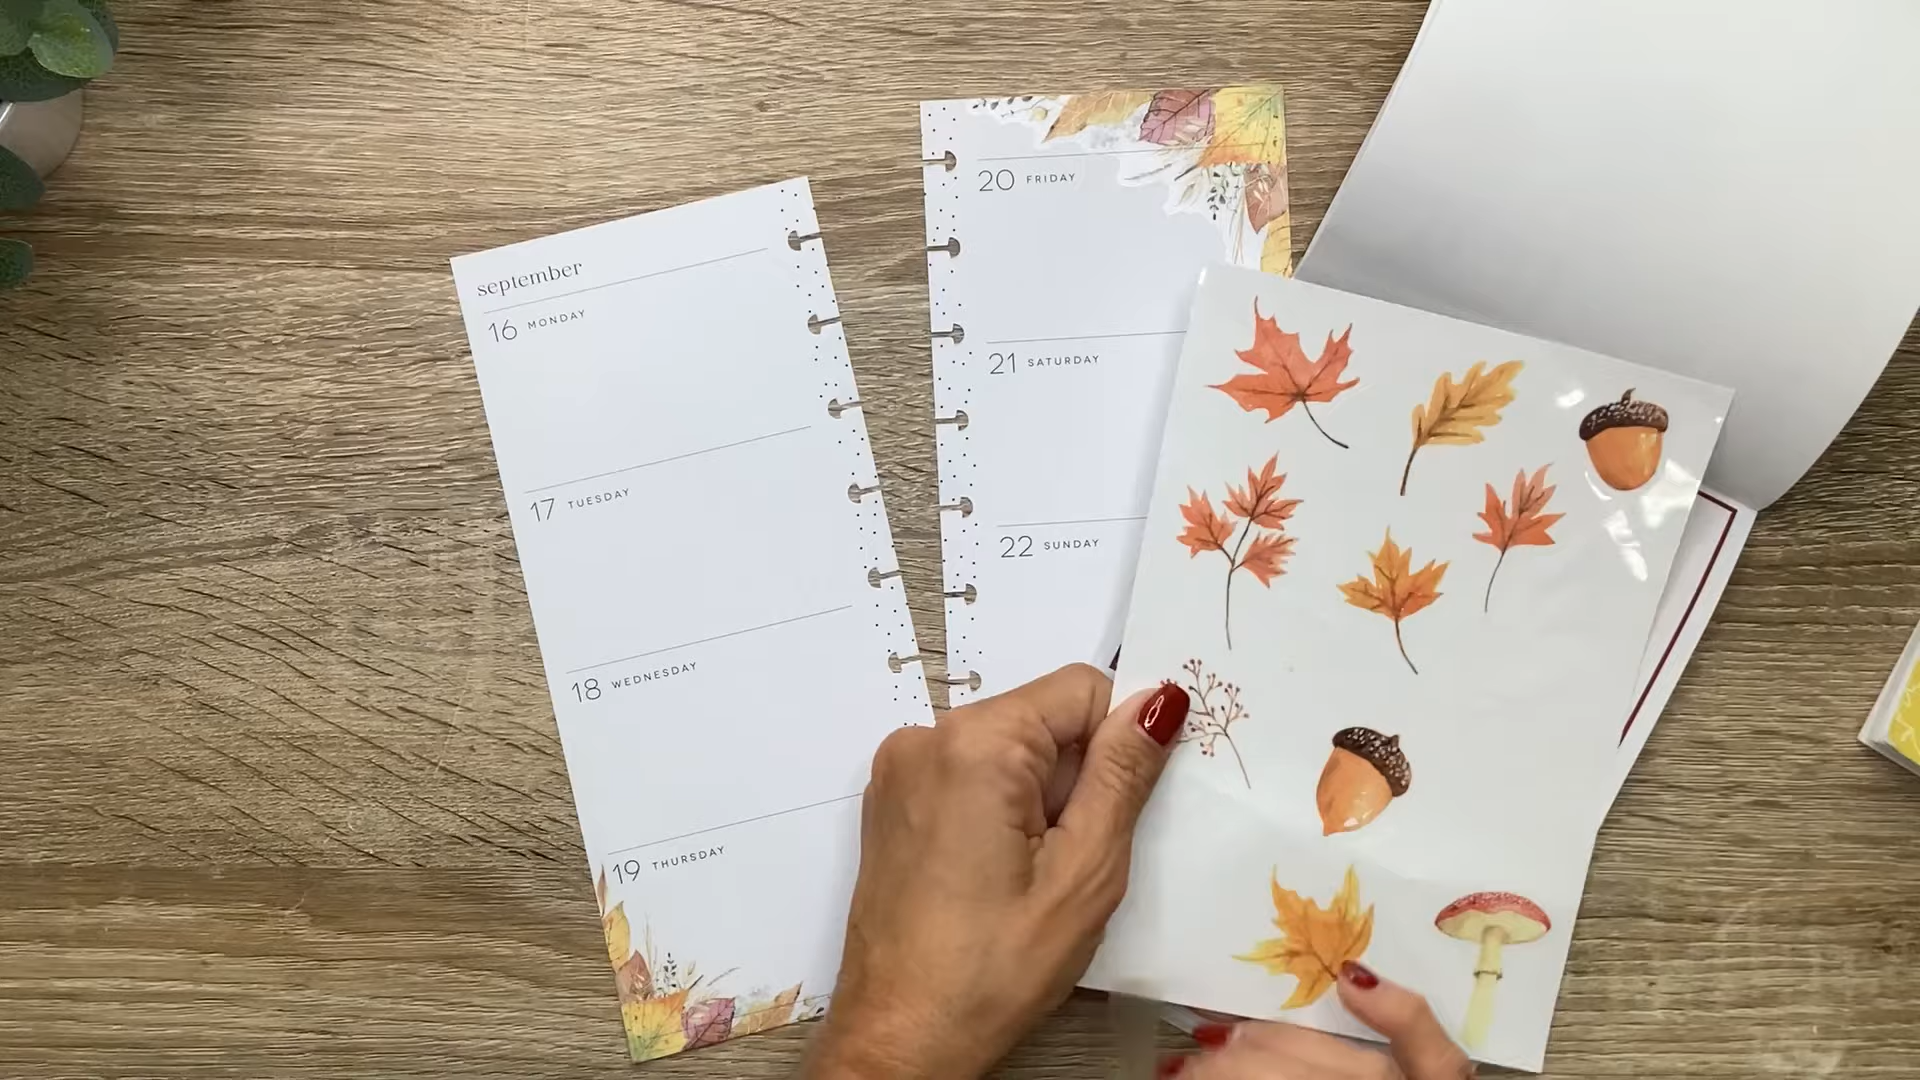 september
16 MONDAY
17 TUESDAY
18 WEDNESDAY
19 THURSDAY
20 FRIDAY
21 SATURDAY
22 SUNDAY